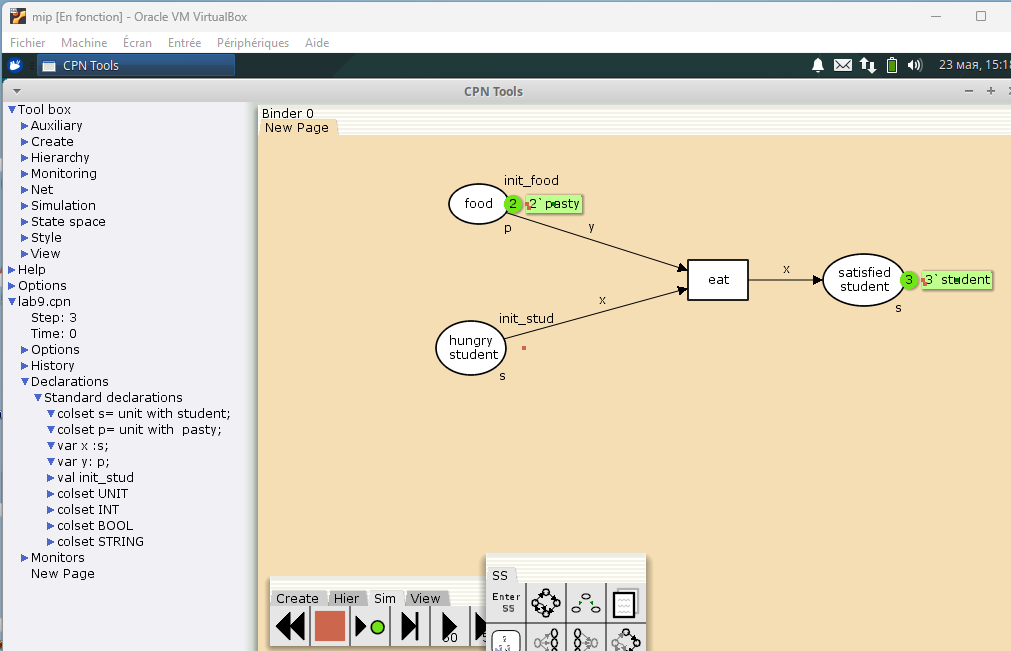 mip [En fonction] - Oracle VM VirtualBox
Fichier Machine Écran Entrée Périphériques Aide
CPN Tools
23 мая, 15:18
CPN Tools
Tool box
Auxiliary
Create
Hierarchy
Monitoring
Net
Simulation
State space
Style
View
Help
Options
lab9.cpn
Step: 3
Time: 0
Options
History
Declarations
Standard declarations
colset s= unit with student;
colset p= unit with pasty;
var x :s;
var y: p;
val init_stud
colset UNIT
colset INT
colset BOOL
colset STRING
Monitors
New Page
Binder 0
New Page
init_food
food
2
2`pasty
p
y
eat
x
satisfied
student
3
3`student
s
x
init_stud
hungry
student
s
Create Hier Sim View
50
SS
Enter
SS